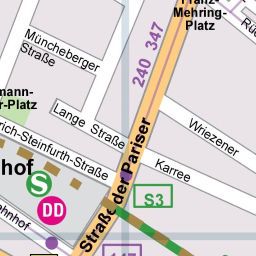 Franz-
Mehring-
Platz
Müncheberger
Straße
240 347
mann-
r-Platz
Lange Straße
Wriezener
Karree
rich-Steinfurth-Straße
Straße der Pariser
hof
S
DD
S3
hnhof